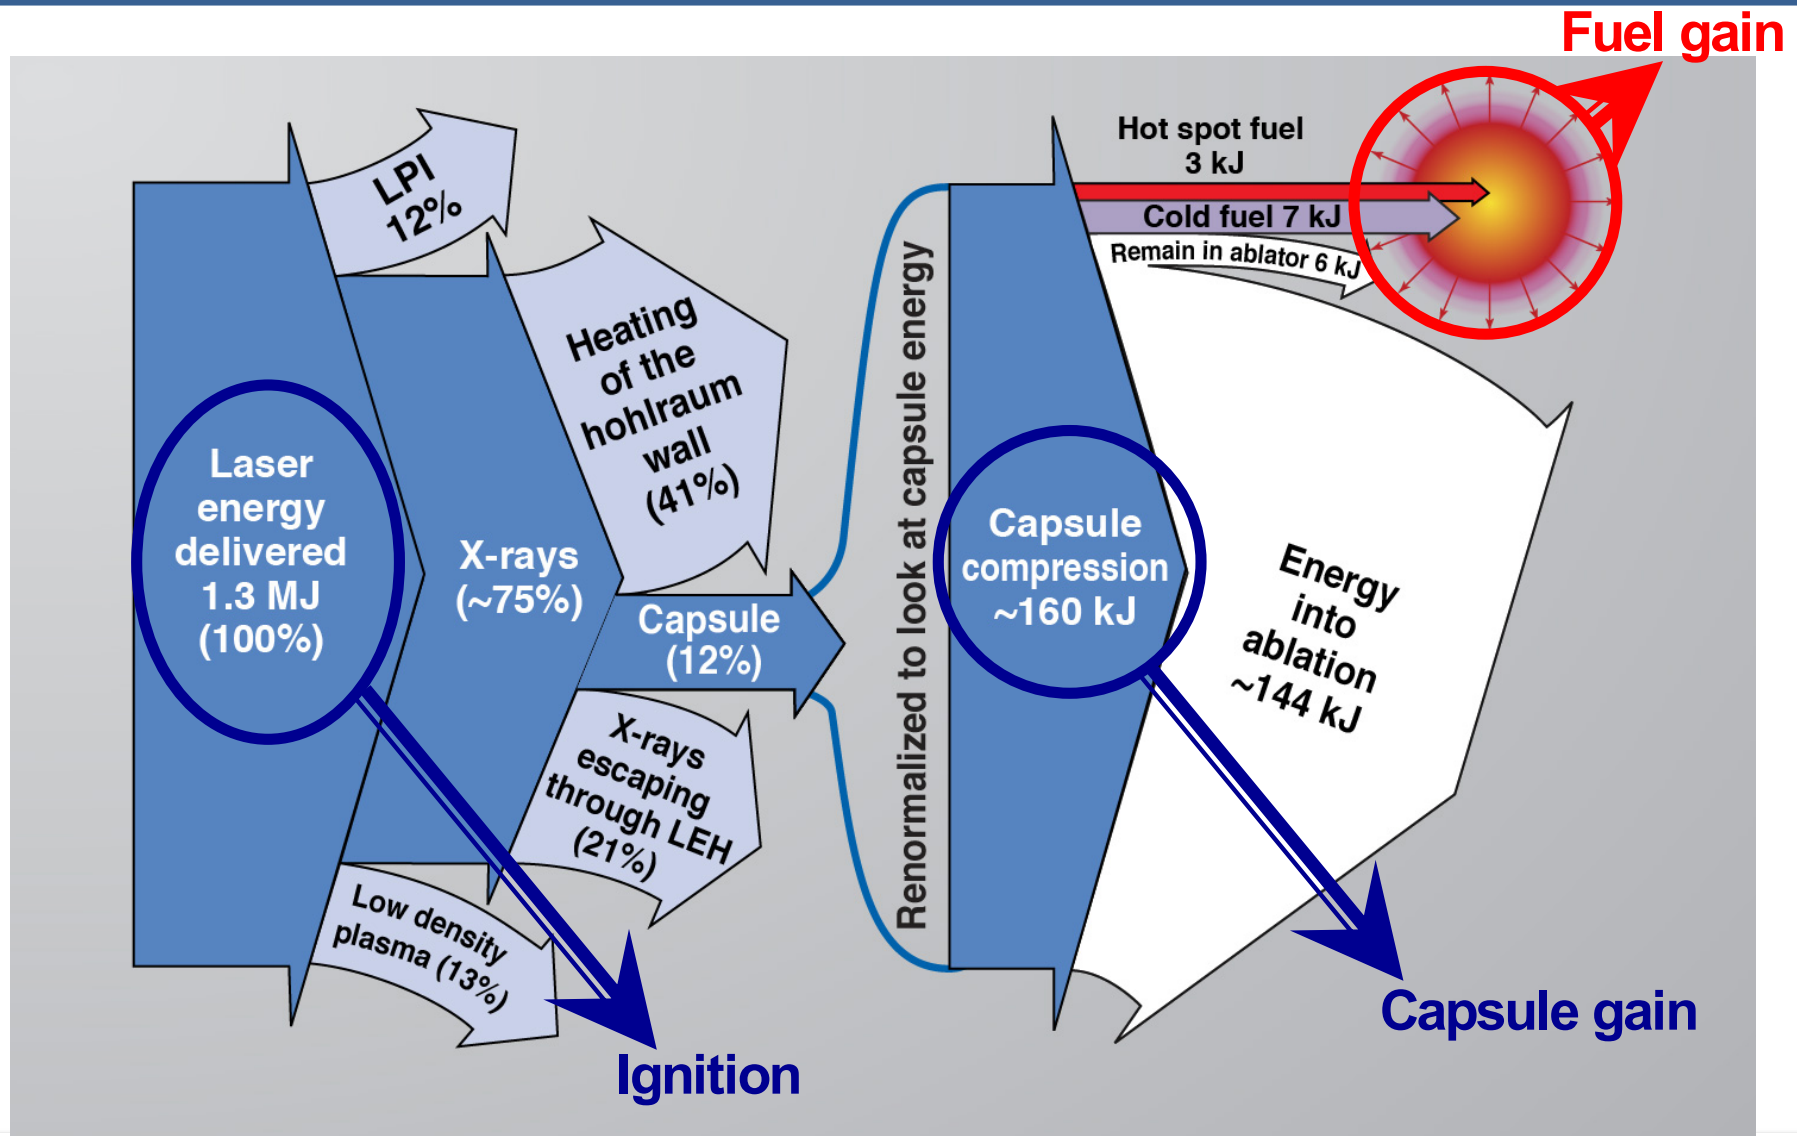 Fuel gain
LPI
12%
Hot spot fuel
3 kJ
Cold fuel 7 kJ
Remain in ablator 6 kJ
Heating
of the
hohlraum
wall
(41%)
Laser
energy
delivered
1.3 MJ
(100%)
X-rays
(~75%)
Capsule
(12%)
Renormalized to look at capsule energy
Capsule
compression
~160 kJ
Energy
into
ablation
~144 kJ
X-rays
escaping
through LEH
(21%)
Low density
plasma (13%)
Ignition
Capsule gain